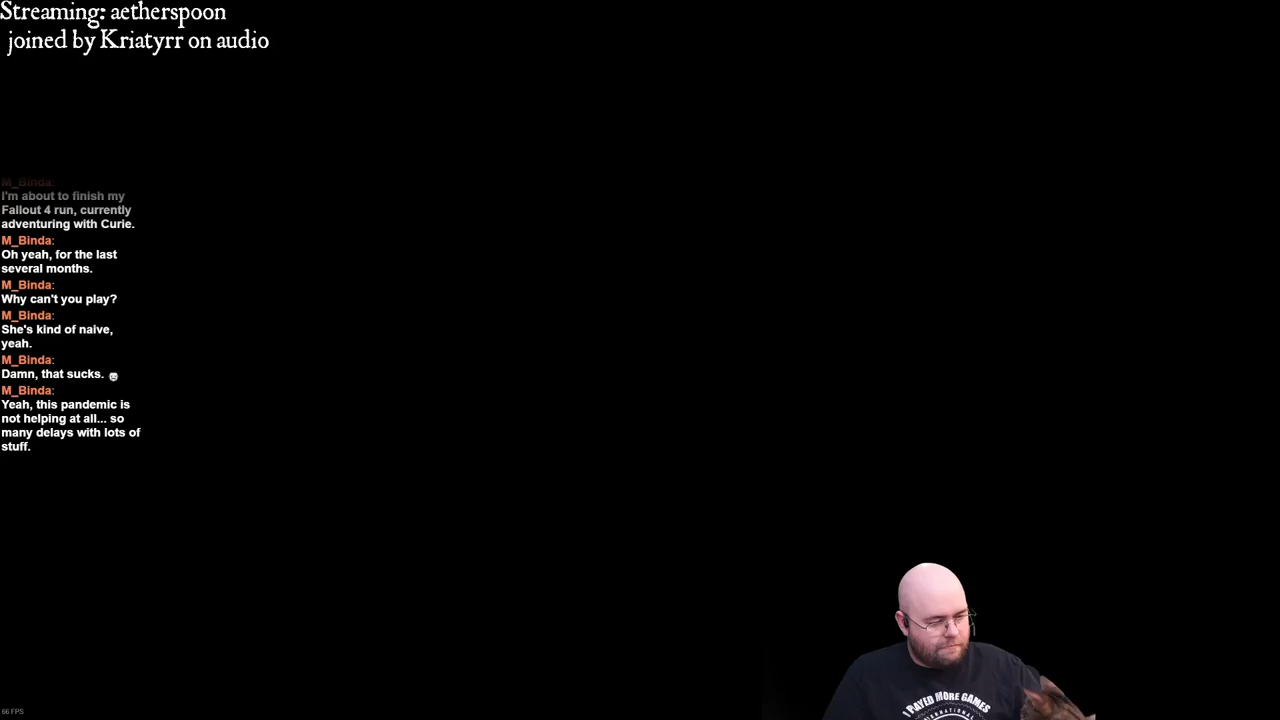 Streaming: aetherspoon
joined by Kriatyrr on audio
M_Binda:
I'm about to finish my
Fallout 4 run, currently
adventuring with Curie.
M_Binda:
Oh yeah, for the last
several months.
M_Binda:
Why can't you play?
M_Binda:
She's kind of naive,
yeah.
M_Binda:
Damn, that sucks.
M_Binda:
Yeah, this pandemic is
not helping at all... so
many delays with lots of
stuff.
I PAYED MORE GAMES
66 FPS